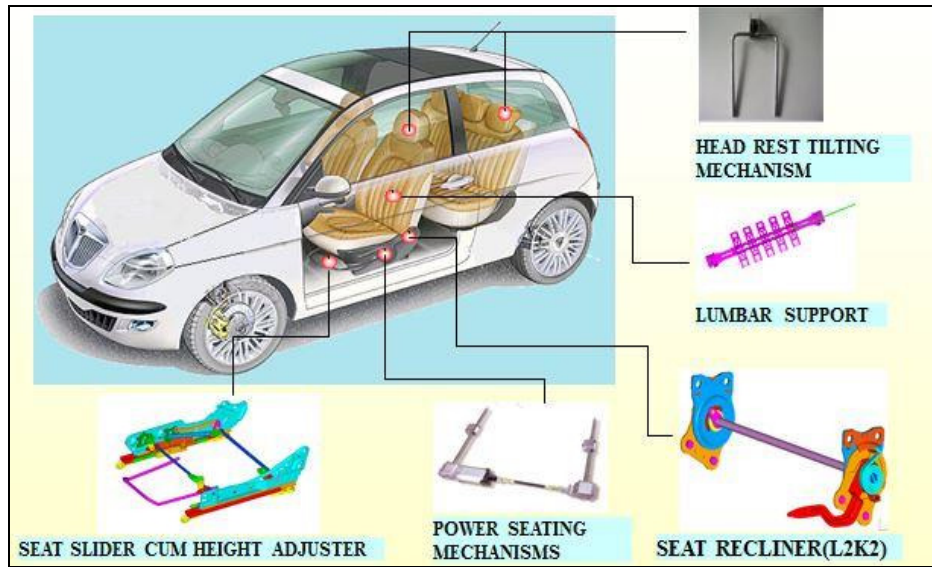 HEAD REST TILTING
MECHANISM
LUMBAR SUPPORT
SEAT SLIDER CUM HEIGHT ADJUSTER
POWER SEATING
MECHANISMS
SEAT RECLINER(L2K2)